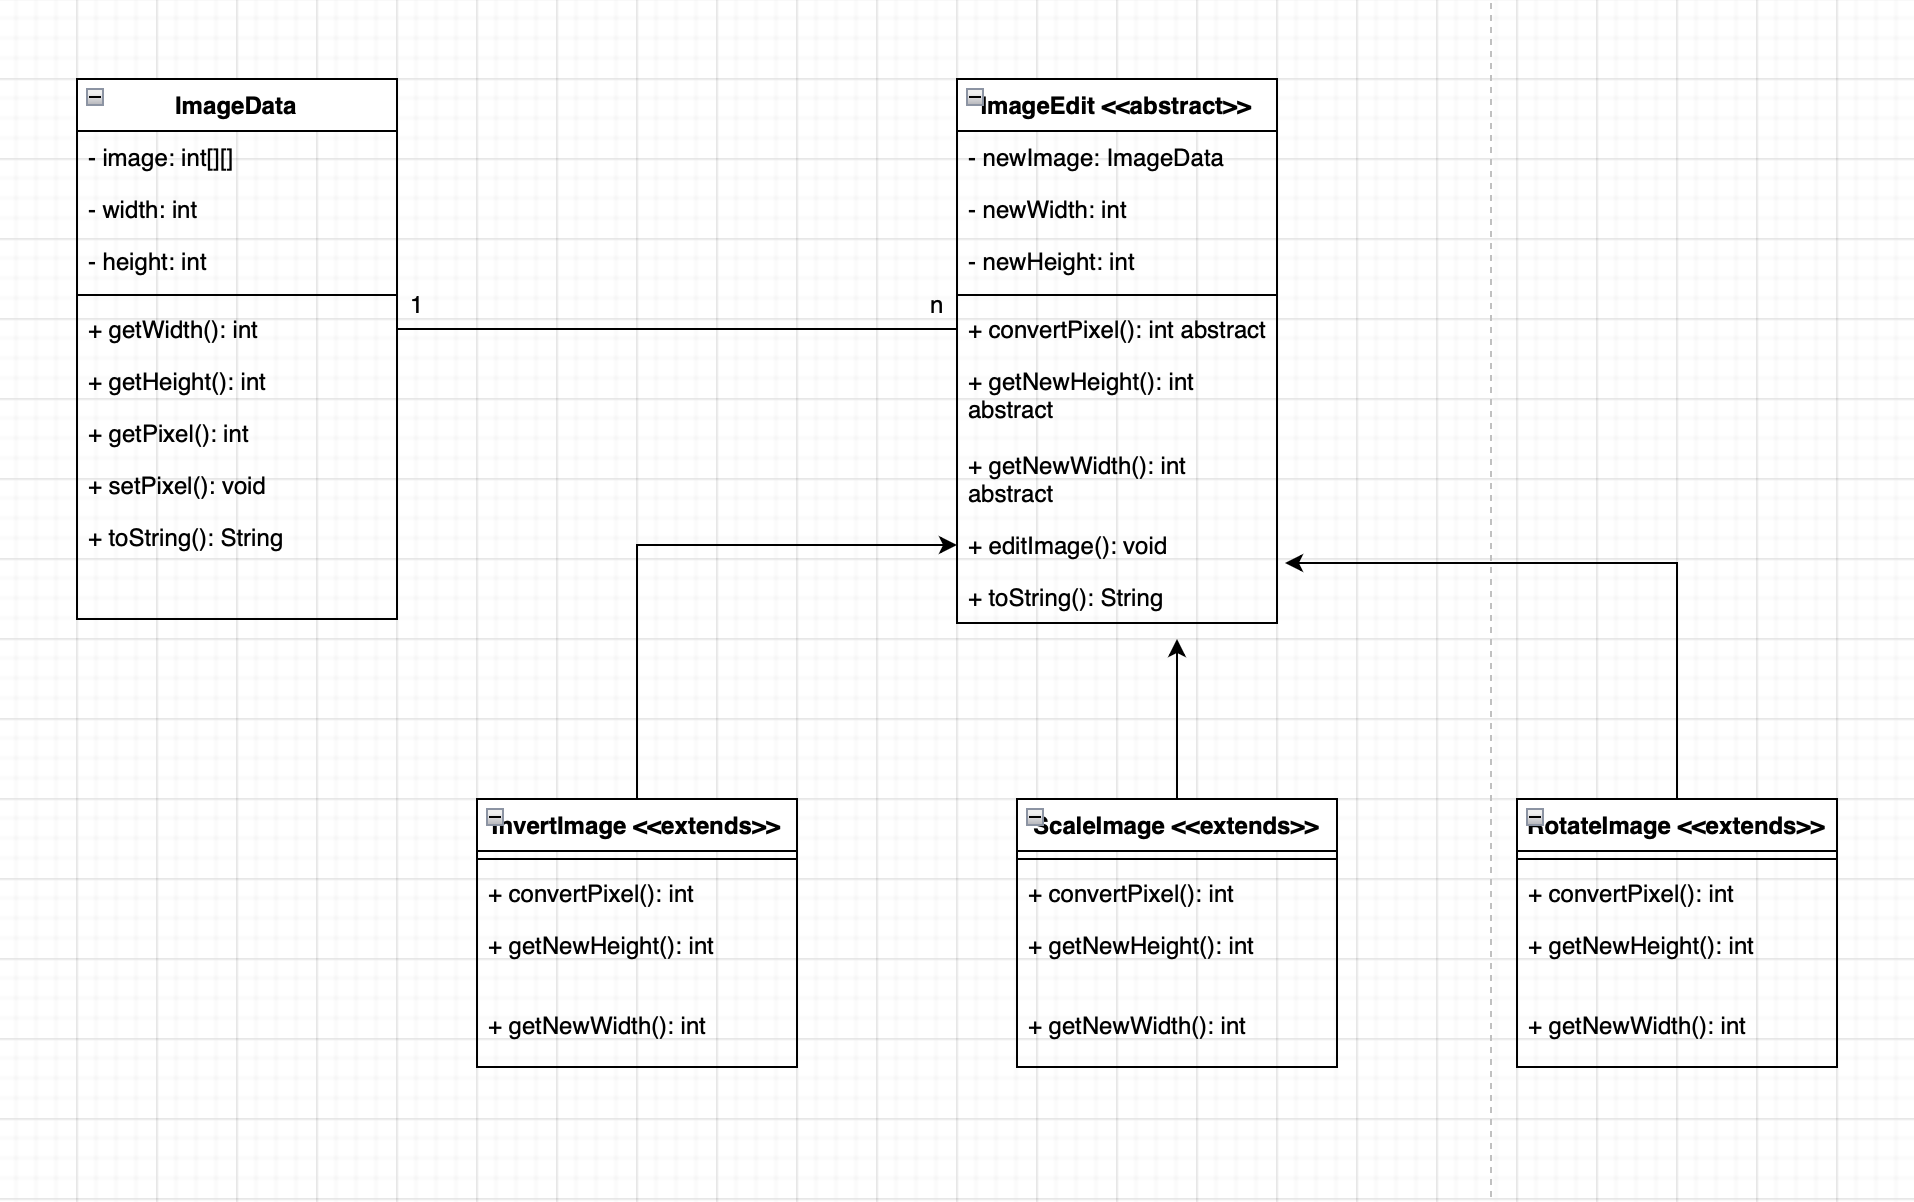 ImageData
- image: int[][]
- width: int
- height: int
+ getWidth(): int
+ getHeight(): int
+ getPixel(): int
+ setPixel(): void
+ toString(): String
1
n
ImageEdit <<abstract>>
- newImage: ImageData
- newWidth: int
- newHeight: int
+ convertPixel(): int abstract
+ getNewHeight(): int
abstract
+ getNewWidth(): int
abstract
+ editImage(): void
+ toString(): String
InvertImage <<extends>>
+ convertPixel(): int
+ getNewHeight(): int
+ getNewWidth(): int
ScaleImage <<extends>>
+ convertPixel(): int
+ getNewHeight(): int
+ getNewWidth(): int
RotateImage <<extends>>
+ convertPixel(): int
+ getNewHeight(): int
+ getNewWidth(): int